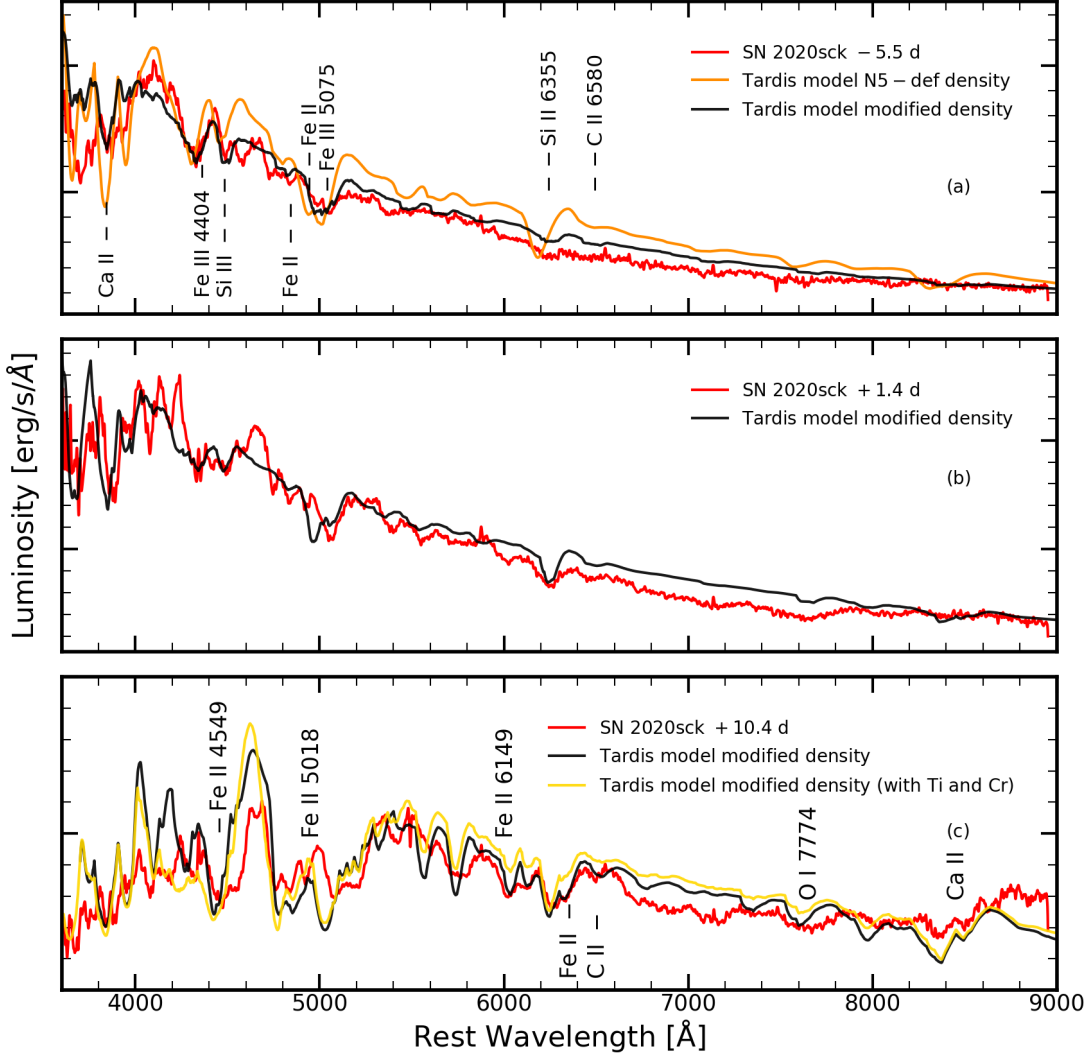 SN 2020sck − 5.5 d
Tardis model N5 − def density
Tardis model modified density
Ca II
Fe III 4404
Si III
Fe II
Fe II
Fe III 5075
Si II 6355
C II 6580
(a)
SN 2020sck + 1.4 d
Tardis model modified density
(b)
Luminosity [erg/s/Å]
SN 2020sck + 10.4 d
Tardis model modified density
Tardis model modified density (with Ti and Cr)
Fe II 4549
Fe II 5018
Fe II 6149
Fe II
C II
O I 7774
Ca II
(c)
4000 5000 6000 7000 8000 9000
Rest Wavelength [Å]